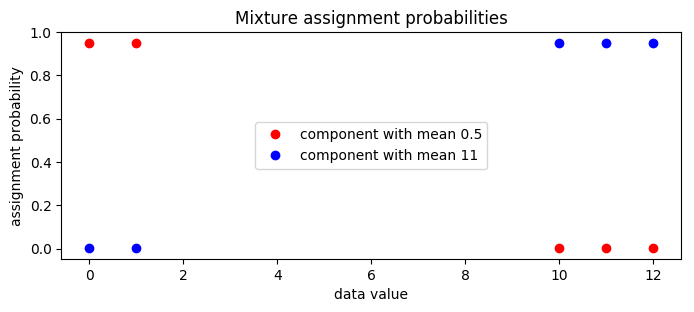 Mixture assignment probabilities
assignment probability
1.0
0.8
0.6
0.4
0.2
0.0
component with mean 0.5
component with mean 11
0 2 4 6 8 10 12
data value